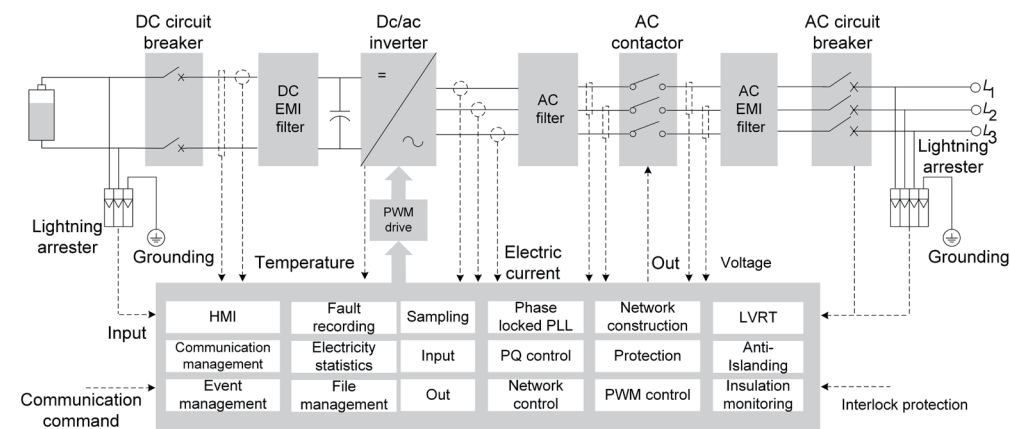 DC circuit
breaker
Dc/ac
inverter
AC
contactor
AC circuit
breaker
=
DC
EMI
filter
AC
filter
AC
EMI
filter
L1
L2
L3
Lightning
arrester
Lightning
arrester
PWM
drive
Grounding
Grounding
Temperature
Electric
current
Out
Voltage
Input
HMI
Fault
recording
Sampling
Phase
locked PLL
Network
construction
LVRT
Communication
management
Electricity
statistics
Input
PQ control
Protection
Anti-
Islanding
Event
management
File
management
Out
Network
control
PWM control
Insulation
monitoring
Communication
command
Interlock protection